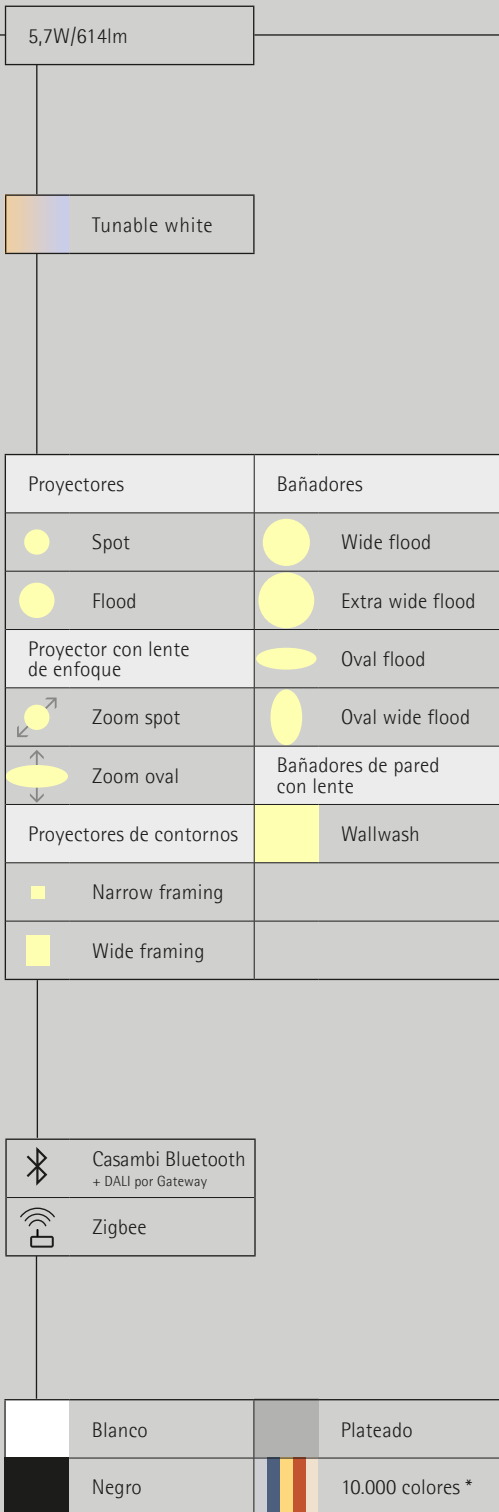 5,7W/614lm
Tunable white
Proyectores
Spot
Flood
Proyector con lente
de enfoque
Zoom spot
Zoom oval
Proyectores de contornos
Narrow framing
Wide framing
Bañadores
Wide flood
Extra wide flood
Oval flood
Oval wide flood
Bañadores de pared
con lente
Wallwash
Casambi Bluetooth
+ DALI por Gateway
Zigbee
Blanco
Negro
Plateado
10.000 colores *